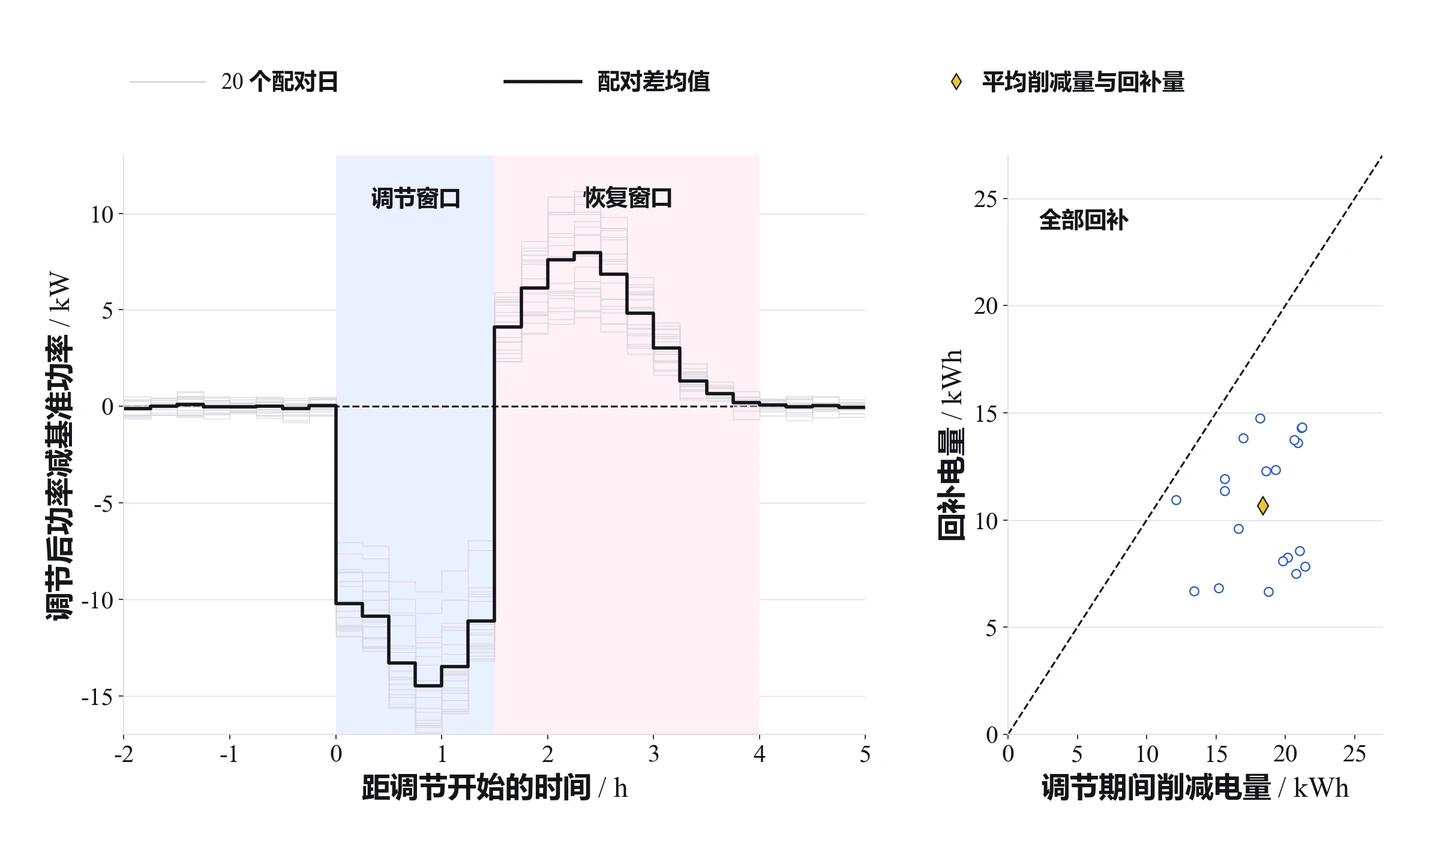 20 个配对日
配对差均值
平均削减量与回补量
调节后功率减基准功率 / kW
10
5
0
-5
-10
-15
调节窗口
恢复窗口
-2
-1
0
1
2
3
4
5
距调节开始的时间 / h
回补电量 / kWh
25
20
15
10
5
0
全部回补
0
5
10
15
20
25
调节期间削减电量 / kWh